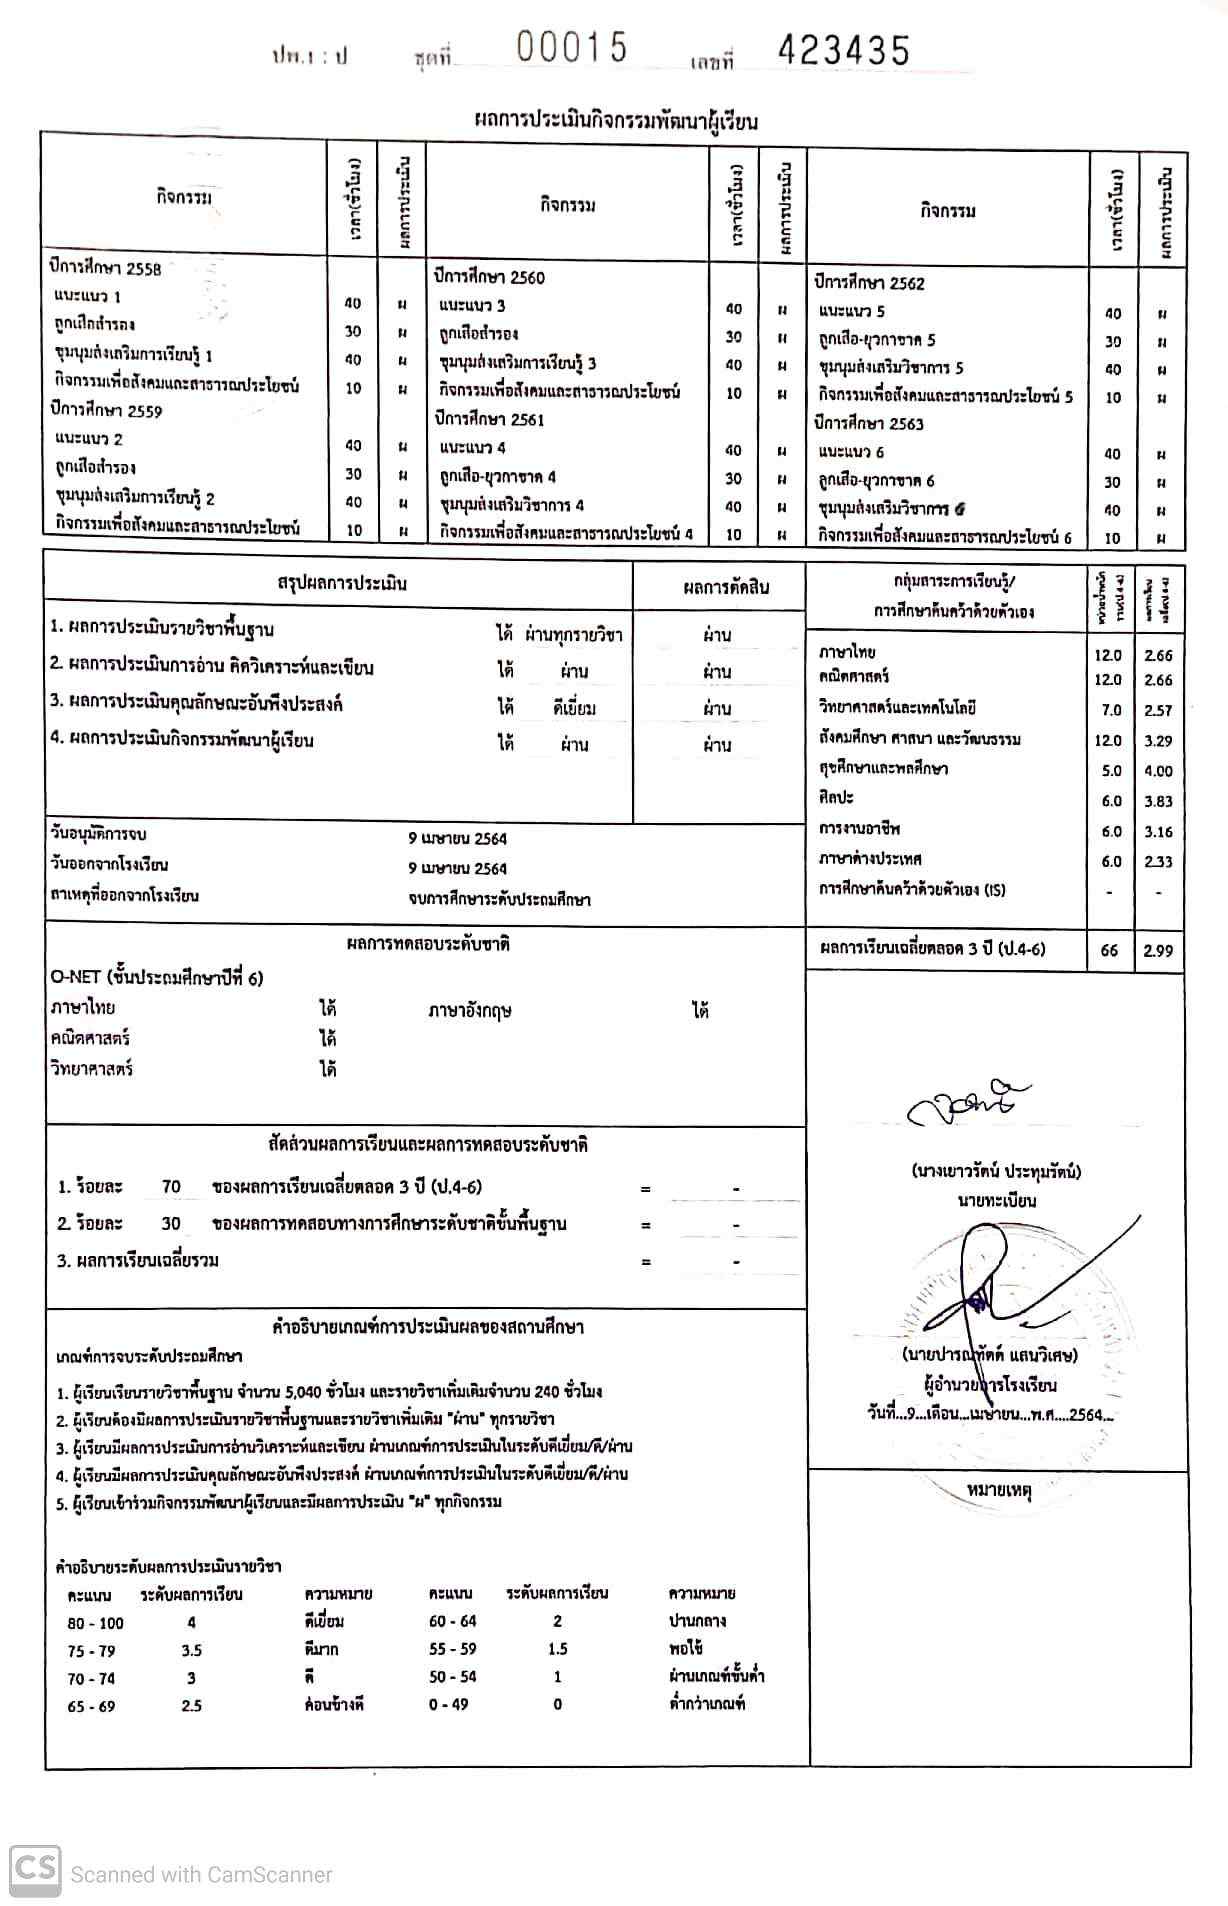 ปพ.1 : ป ชุดที่ 00015 เลขที่ 423435
ผลการประเมินกิจกรรมพัฒนาผู้เรียน
กิจกรรม เวลา(ชั่วโมง) ผลการประเมิน กิจกรรม เวลา(ชั่วโมง) ผลการประเมิน กิจกรรม เวลา(ชั่วโมง) ผลการประเมิน
ปีการศึกษา 2558 ปีการศึกษา 2560 ปีการศึกษา 2562
แนะแนว 1 40 ผ แนะแนว 3 40 ผ แนะแนว 5 40 ผ
ลูกเสือสำรอง 30 ผ ลูกเสือสำรอง 30 ผ ลูกเสือ-ยุวกาชาด 5 30 ผ
ชุมนุมส่งเสริมการเรียนรู้ 1 40 ผ ชุมนุมส่งเสริมการเรียนรู้ 3 40 ผ ชุมนุมส่งเสริมวิชาการ 5 40 ผ
กิจกรรมเพื่อสังคมและสาธารณประโยชน์ 10 ผ กิจกรรมเพื่อสังคมและสาธารณประโยชน์ 10 ผ กิจกรรมเพื่อสังคมและสาธารณประโยชน์ 5 10 ผ
ปีการศึกษา 2559 ปีการศึกษา 2561 ปีการศึกษา 2563
แนะแนว 2 40 ผ แนะแนว 4 40 ผ แนะแนว 6 40 ผ
ลูกเสือสำรอง 30 ผ ลูกเสือ-ยุวกาชาด 4 30 ผ ลูกเสือ-ยุวกาชาด 6 30 ผ
ชุมนุมส่งเสริมการเรียนรู้ 2 40 ผ ชุมนุมส่งเสริมวิชาการ 4 40 ผ ชุมนุมส่งเสริมวิชาการ 6 40 ผ
กิจกรรมเพื่อสังคมและสาธารณประโยชน์ 10 ผ กิจกรรมเพื่อสังคมและสาธารณประโยชน์ 4 10 ผ กิจกรรมเพื่อสังคมและสาธารณประโยชน์ 6 10 ผ
สรุปผลการประเมิน ผลการตัดสิน
1. ผลการประเมินรายวิชาพื้นฐาน ได้ ผ่านทุกรายวิชา ผ่าน
2. ผลการประเมินการอ่าน คิดวิเคราะห์และเขียน ได้ ผ่าน ผ่าน
3. ผลการประเมินคุณลักษณะอันพึงประสงค์ ได้ ดีเยี่ยม ผ่าน
4. ผลการประเมินกิจกรรมพัฒนาผู้เรียน ได้ ผ่าน ผ่าน
วันอนุมัติการจบ 9 เมษายน 2564
วันออกจากโรงเรียน 9 เมษายน 2564
สาเหตุที่ออกจากโรงเรียน จบการศึกษาระดับประถมศึกษา
กลุ่มสาระการเรียนรู้/
การศึกษาค้นคว้าด้วยตัวเอง
ภาษาไทย 12.0 2.66
คณิตศาสตร์ 12.0 2.66
วิทยาศาสตร์และเทคโนโลยี 7.0 2.57
สังคมศึกษา ศาสนา และวัฒนธรรม 12.0 3.29
สุขศึกษาและพลศึกษา 5.0 4.00
ศิลปะ 6.0 3.83
การงานอาชีพ 6.0 3.16
ภาษาต่างประเทศ 6.0 2.33
การศึกษาค้นคว้าด้วยตัวเอง (IS) - -
ผลการเรียนเฉลี่ยตลอด 3 ปี (ป.4-6) 66 2.99
ผลการทดสอบระดับชาติ
O-NET (ชั้นประถมศึกษาปีที่ 6)
ภาษาไทย ได้ ภาษาอังกฤษ ได้
คณิตศาสตร์ ได้
วิทยาศาสตร์ ได้
สัดส่วนผลการเรียนและผลการทดสอบระดับชาติ
1. ร้อยละ 70 ของผลการเรียนเฉลี่ยตลอด 3 ปี (ป.4-6) = -
2. ร้อยละ 30 ของผลการทดสอบทางการศึกษาระดับชาติขั้นพื้นฐาน = -
3. ผลการเรียนเฉลี่ยรวม = -
(นางเยาวรัตน์ ประทุมรัตน์)
นายทะเบียน
(นายปารณทัตต์ แสนวิเศษ)
ผู้อำนวยการโรงเรียน
วันที่...9...เดือน...เมษายน...พ.ศ....2564...
หมายเหตุ
คำอธิบายเกณฑ์การประเมินผลของสถานศึกษา
เกณฑ์การจบระดับประถมศึกษา
1. ผู้เรียนเรียนรายวิชาพื้นฐาน จำนวน 5,040 ชั่วโมง และรายวิชาเพิ่มเติมจำนวน 240 ชั่วโมง
2. ผู้เรียนต้องมีผลการประเมินรายวิชาพื้นฐานและรายวิชาเพิ่มเติม "ผ่าน" ทุกรายวิชา
3. ผู้เรียนมีผลการประเมินการอ่านวิเคราะห์และเขียน ผ่านเกณฑ์การประเมินในระดับดีเยี่ยม/ดี/ผ่าน
4. ผู้เรียนมีผลการประเมินคุณลักษณะอันพึงประสงค์ ผ่านเกณฑ์การประเมินในระดับดีเยี่ยม/ดี/ผ่าน
5. ผู้เรียนเข้าร่วมกิจกรรมพัฒนาผู้เรียนและมีผลการประเมิน "ผ" ทุกกิจกรรม
คำอธิบายระดับผลการประเมินรายวิชา
คะแนน ระดับผลการเรียน ความหมาย คะแนน ระดับผลการเรียน ความหมาย
80 - 100 4 ดีเยี่ยม 60 - 64 2 ปานกลาง
75 - 79 3.5 ดีมาก 55 - 59 1.5 พอใช้
70 - 74 3 ดี 50 - 54 1 ผ่านเกณฑ์ขั้นต่ำ
65 - 69 2.5 ค่อนข้างดี 0 - 49 0 ต่ำกว่าเกณฑ์
CS Scanned with CamScanner